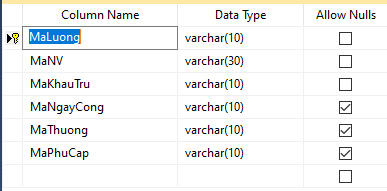 Column Name Data Type Allow Nulls
MaLuong varchar(10)
MaNV varchar(30)
MaKhauTru varchar(10)
MaNgayCong varchar(10)
MaThuong varchar(10)
MaPhuCap varchar(10)